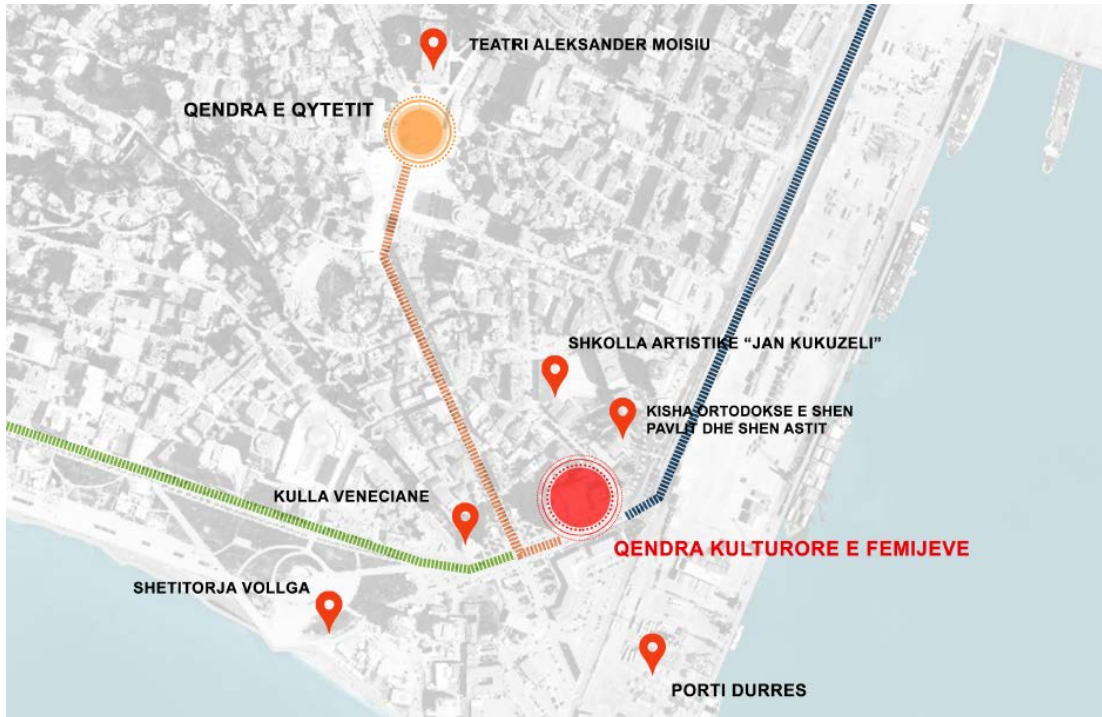 TEATRI ALEKSANDER MOISIU
QENDRA E QYTETIT
SHKOLLA ARTISTIKE “JAN KUKUZELI”
KISHA ORTODOKSE E SHEN
PAVLIT DHE SHEN ASTIT
KULLA VENECIANE
QENDRA KULTURORE E FEMIJEVE
SHETITORJA VOLLGA
PORTI DURRES